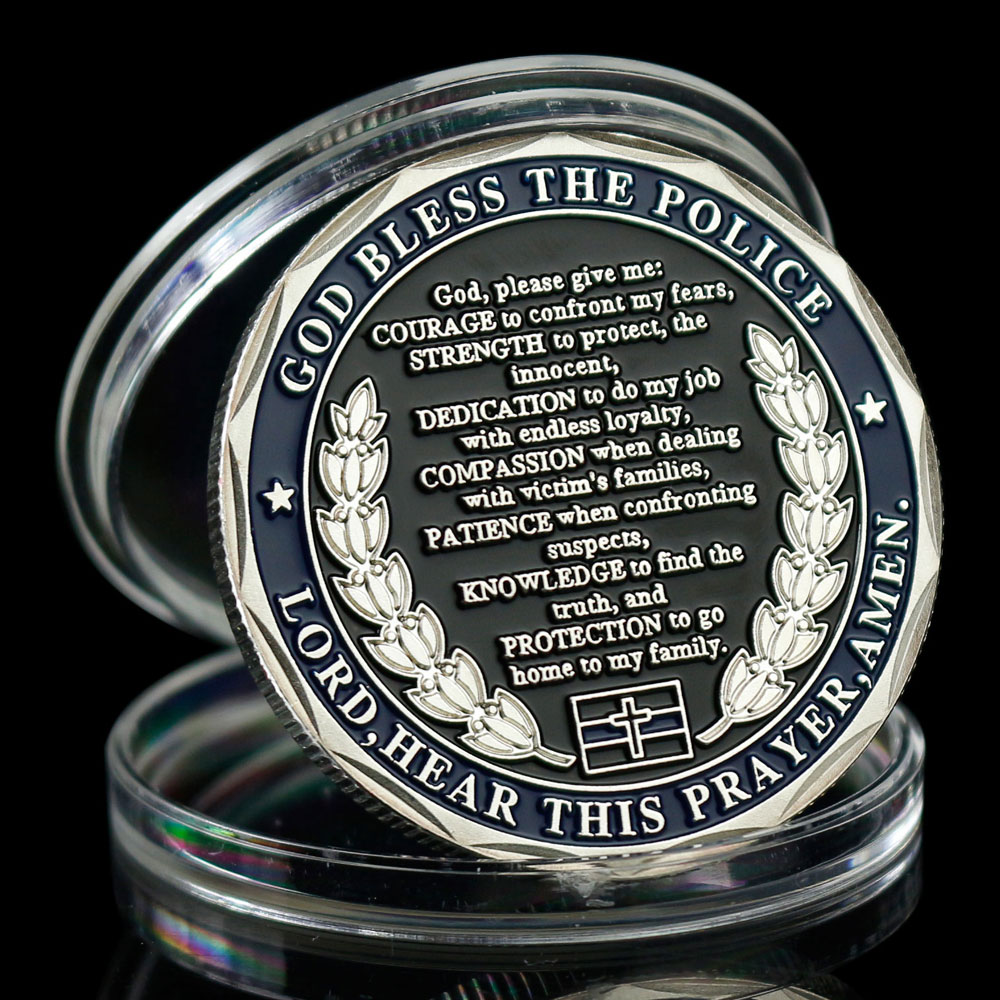 GOD BLESS THE POLICE
God, please give me:
COURAGE to confront my fears,
STRENGTH to protect, the
innocent,
DEDICATION to do my job
with endless loyalty,
COMPASSION when dealing
with victim's families,
PATIENCE when confronting
suspects,
KNOWLEDGE to find the
truth, and
PROTECTION to go
home to my family.
LORD, HEAR THIS PRAYER, AMEN.